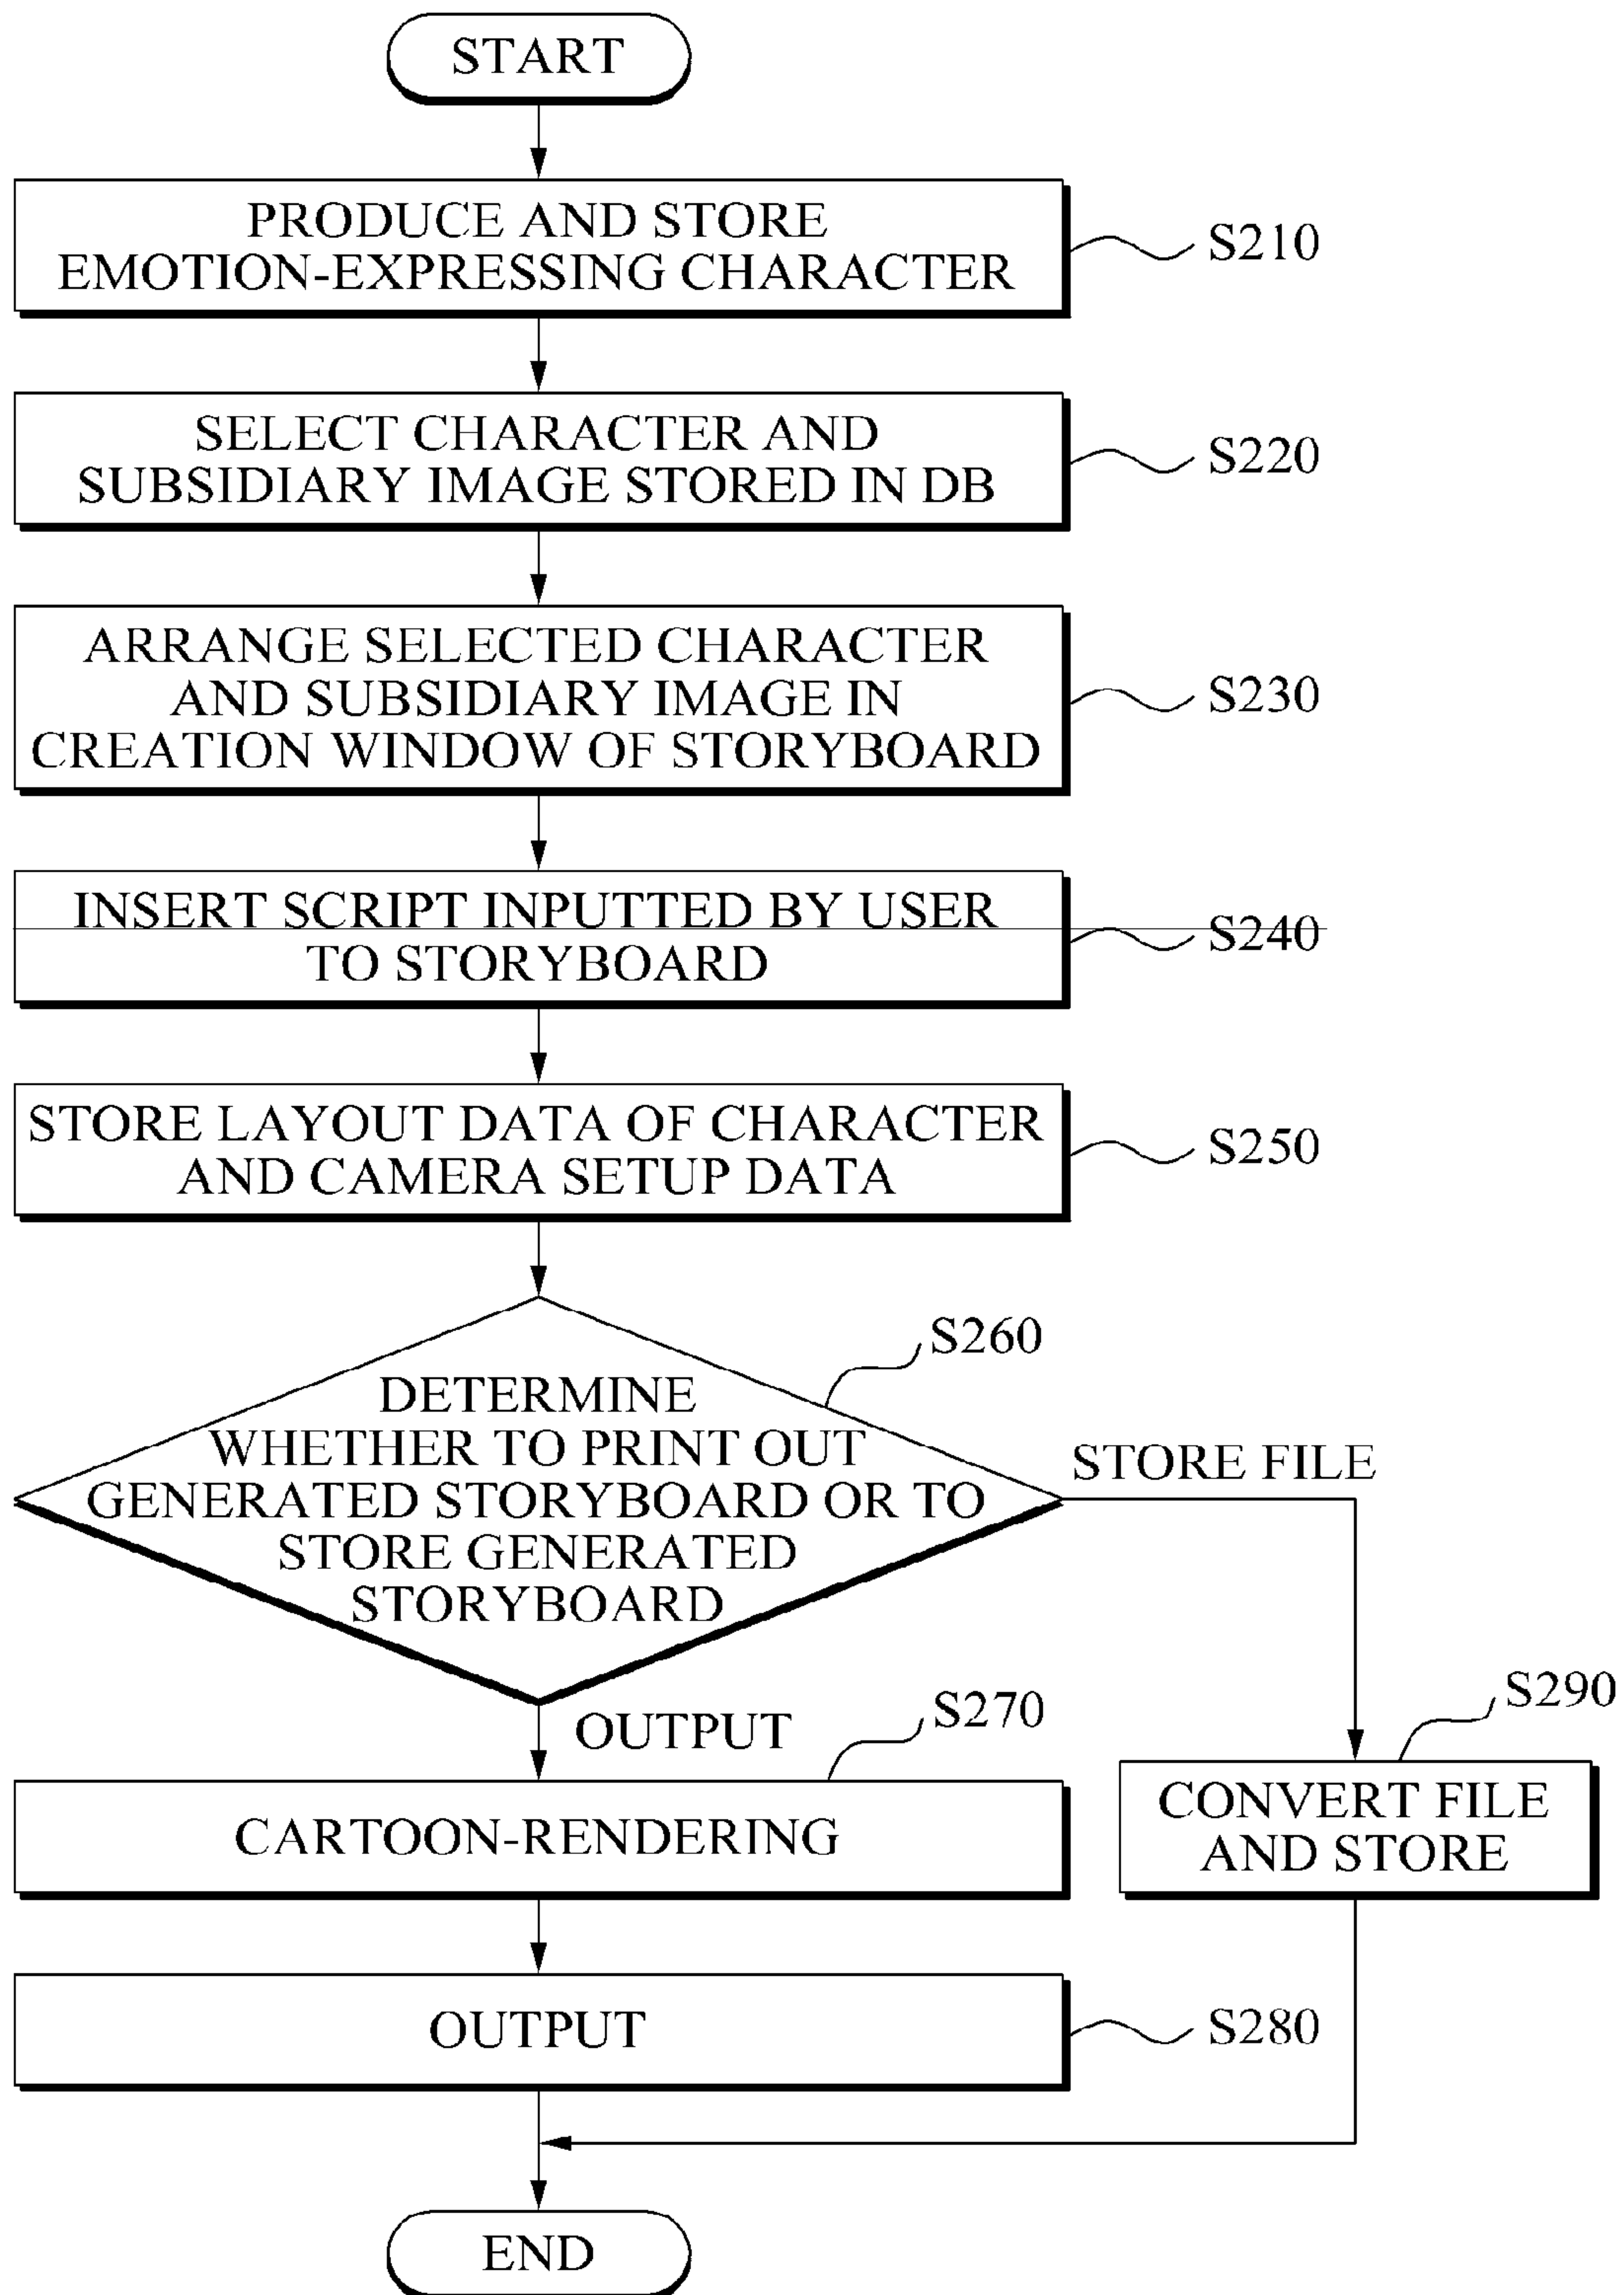 START
PRODUCE AND STORE
EMOTION-EXPRESSING CHARACTER
S210
SELECT CHARACTER AND
SUBSIDIARY IMAGE STORED IN DB
S220
ARRANGE SELECTED CHARACTER
AND SUBSIDIARY IMAGE IN
CREATION WINDOW OF STORYBOARD
S230
INSERT SCRIPT INPUTTED BY USER
TO STORYBOARD
S240
STORE LAYOUT DATA OF CHARACTER
AND CAMERA SETUP DATA
S250
S260
DETERMINE
WHETHER TO PRINT OUT
GENERATED STORYBOARD OR TO
STORE GENERATED
STORYBOARD
STORE FILE
OUTPUT
S270
CARTOON-RENDERING
S290
CONVERT FILE
AND STORE
OUTPUT
S280
END